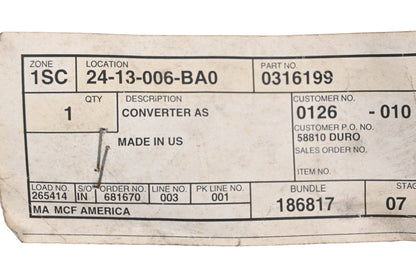 ZONE LOCATION PART NO.
1SC 24-13-006-BA0 0316199
QTY DESCRIPTION CUSTOMER NO.
1 CONVERTER AS 0126 -010
CUSTOMER P.O. NO.
MADE IN US 58810 DURO
SALES ORDER NO.
ITEM NO.
LOAD NO. S/O ORDER NO. LINE NO. PK LINE NO. BUNDLE STAG
265414 IN 681670 003 001 186817 07
MA MCF AMERICA